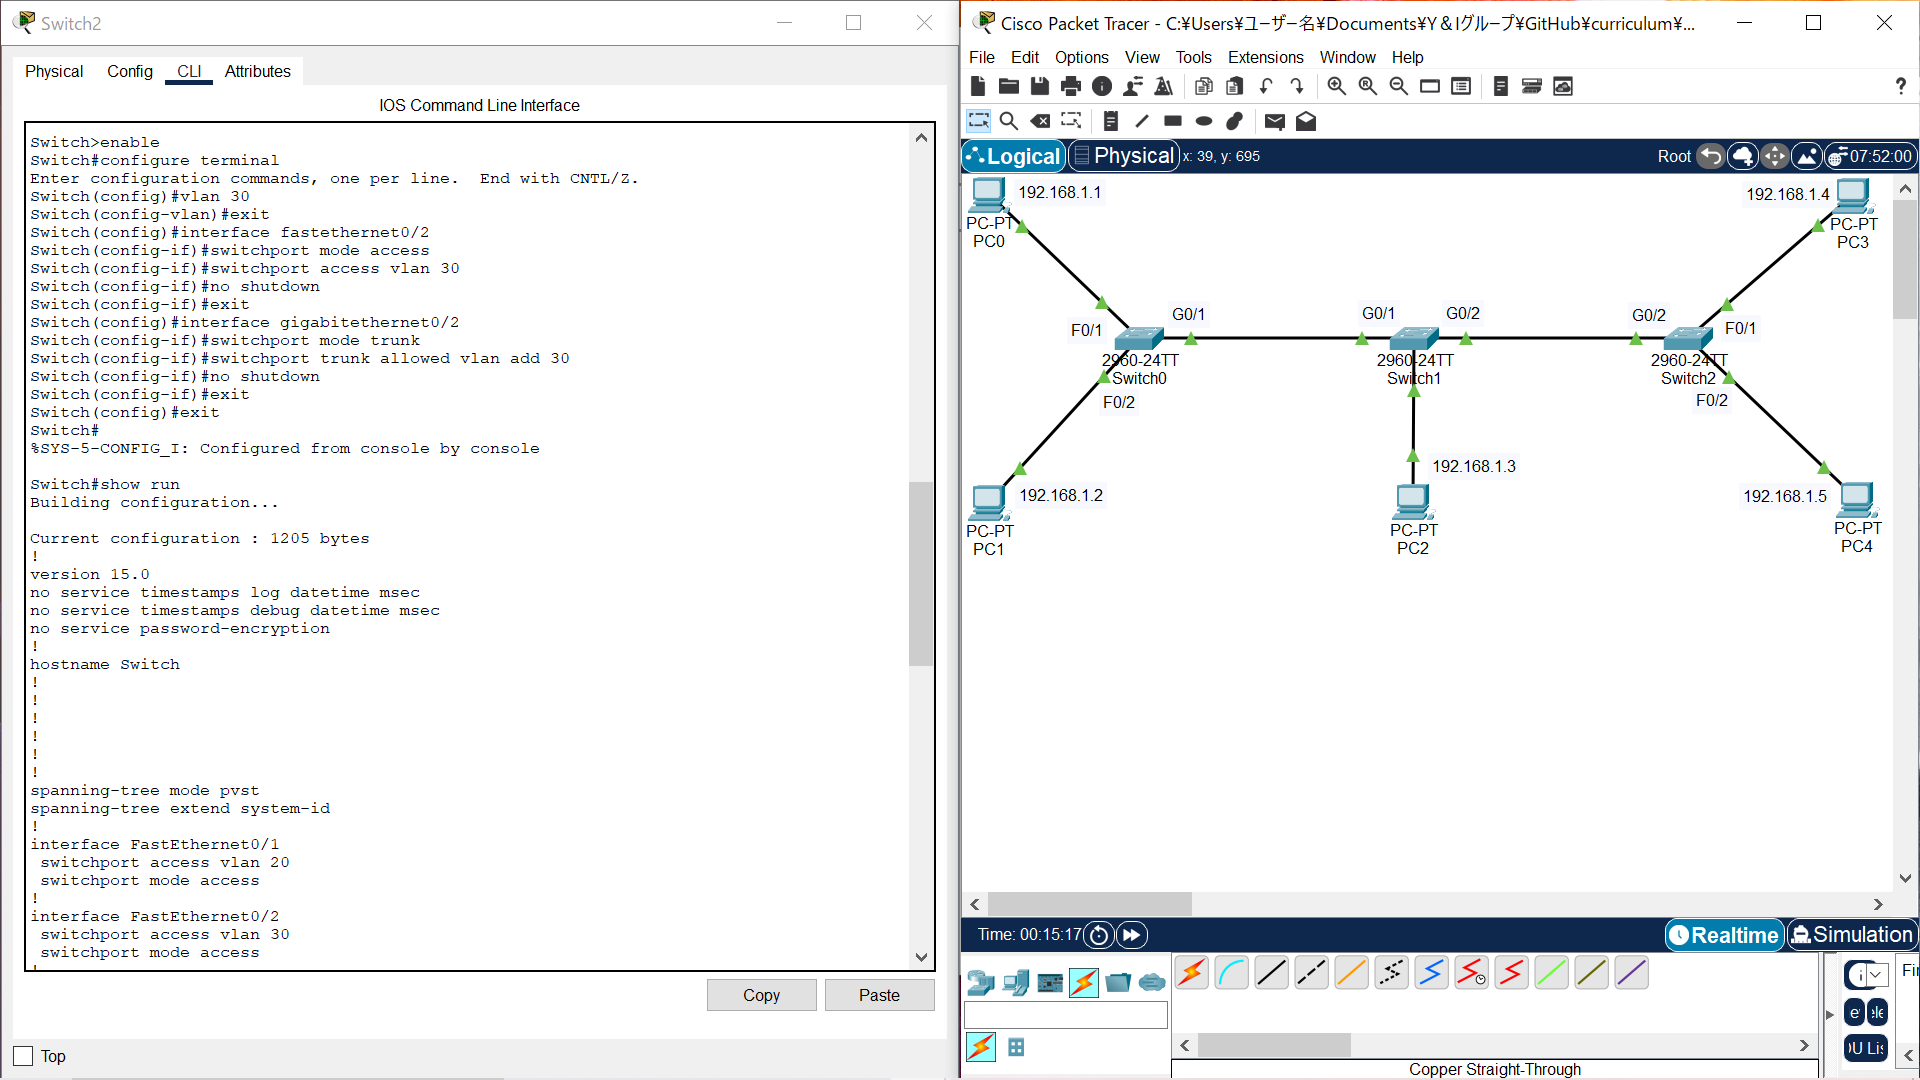 Switch2
Physical Config CLI Attributes
IOS Command Line Interface
Switch>enable
Switch#configure terminal
Enter configuration commands, one per line.  End with CNTL/Z.
Switch(config)#vlan 30
Switch(config-vlan)#exit
Switch(config)#interface fastethernet0/2
Switch(config-if)#switchport mode access
Switch(config-if)#switchport access vlan 30
Switch(config-if)#no shutdown
Switch(config-if)#exit
Switch(config)#interface gigabitethernet0/2
Switch(config-if)#switchport mode trunk
Switch(config-if)#switchport trunk allowed vlan add 30
Switch(config-if)#no shutdown
Switch(config-if)#exit
Switch(config)#exit
Switch#
%SYS-5-CONFIG_I: Configured from console by console
Switch#show run
Building configuration...
Current configuration : 1205 bytes
!
version 15.0
no service timestamps log datetime msec
no service timestamps debug datetime msec
no service password-encryption
!
hostname Switch
!
!
!
!
!
!
spanning-tree mode pvst
spanning-tree extend system-id
!
interface FastEthernet0/1
 switchport access vlan 20
 switchport mode access
!
interface FastEthernet0/2
 switchport access vlan 30
 switchport mode access
Copy Paste
Top
Cisco Packet Tracer - C:¥Users¥ユーザー名¥Documents¥Y＆Iグループ¥GitHub¥curriculum¥...
File Edit Options View Tools Extensions Window Help
?
Logical Physical x: 39, y: 695 Root 07:52:00
192.168.1.1
PC-PT
PC0
192.168.1.4
PC-PT
PC3
G0/1
F0/1
2960-24TT
Switch0
F0/2
G0/1
G0/2
2960-24TT
Switch1
G0/2
F0/1
2960-24TT
Switch2
F0/2
192.168.1.2
PC-PT
PC1
192.168.1.3
PC-PT
PC2
192.168.1.5
PC-PT
PC4
Time: 00:15:17 Realtime Simulation
Copper Straight-Through